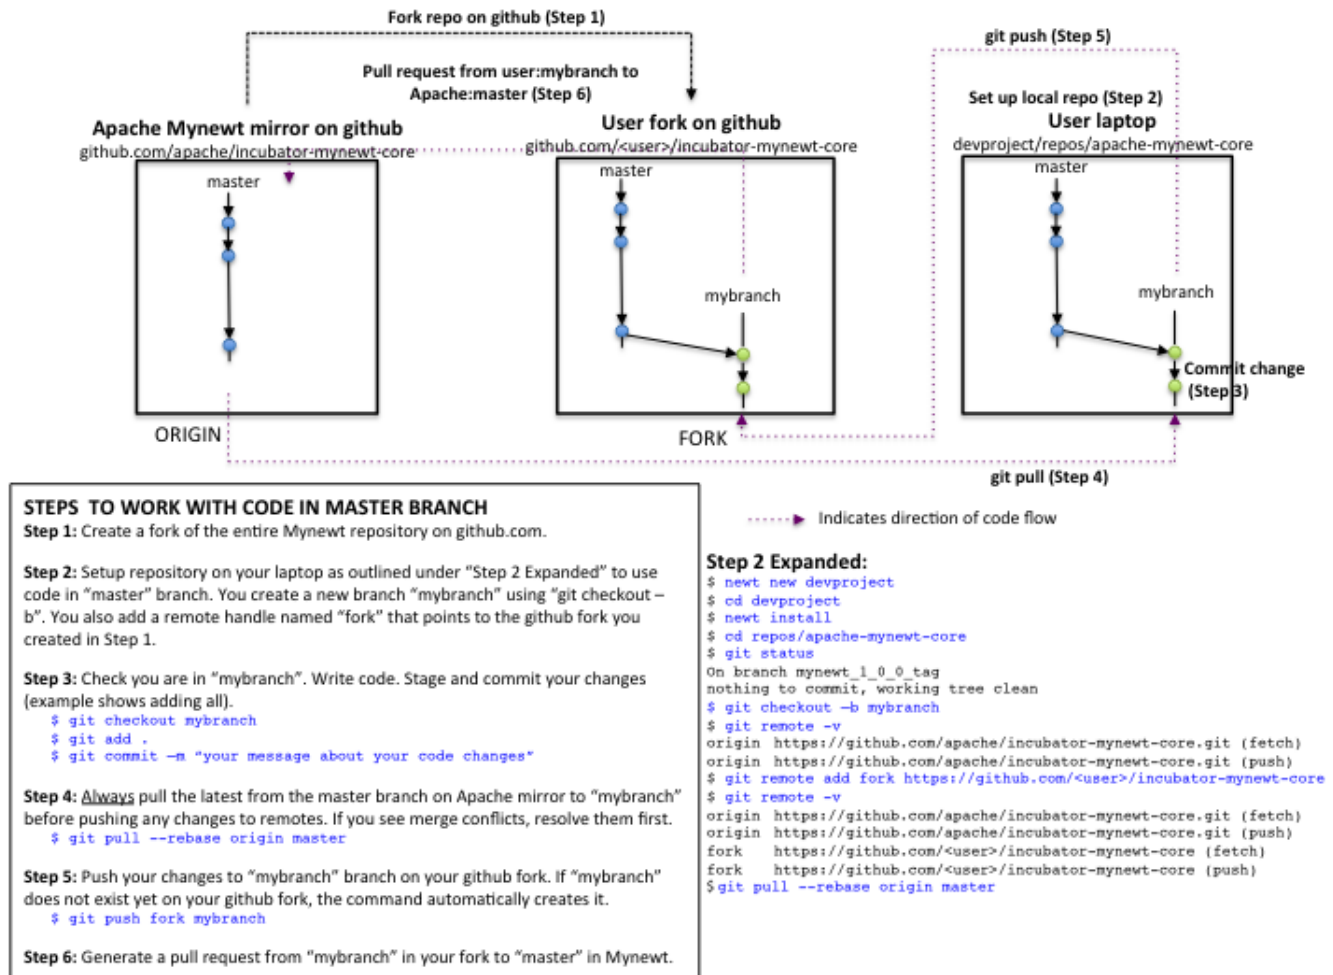 Fork repo on github (Step 1)
git push (Step 5)
Pull request from user:mybranch to
Apache:master (Step 6)
Set up local repo (Step 2)
Apache Mynewt mirror on github
github.com/apache/incubator-mynewt-core
User fork on github
github.com/<user>/incubator-mynewt-core
User laptop
devproject/repos/apache-mynewt-core
master
master
master
mybranch
mybranch
Commit change
(Step 3)
ORIGIN
FORK
git pull (Step 4)
Indicates direction of code flow
STEPS TO WORK WITH CODE IN MASTER BRANCH
Step 1: Create a fork of the entire Mynewt repository on github.com.
Step 2: Setup repository on your laptop as outlined under “Step 2 Expanded” to use
code in “master” branch. You create a new branch “mybranch” using “git checkout –
b”. You also add a remote handle named “fork” that points to the github fork you
created in Step 1.
Step 3: Check you are in “mybranch”. Write code. Stage and commit your changes
(example shows adding all).
$ git checkout mybranch
$ git add .
$ git commit –m “your message about your code changes”
Step 4: Always pull the latest from the master branch on Apache mirror to “mybranch”
before pushing any changes to remotes. If you see merge conflicts, resolve them first.
$ git pull --rebase origin master
Step 5: Push your changes to “mybranch” branch on your github fork. If “mybranch”
does not exist yet on your github fork, the command automatically creates it.
$ git push fork mybranch
Step 6: Generate a pull request from “mybranch” in your fork to “master” in Mynewt.
Step 2 Expanded:
$ newt new devproject
$ cd devproject
$ newt install
$ cd repos/apache-mynewt-core
$ git status
On branch mynewt_1_0_0_tag
nothing to commit, working tree clean
$ git checkout –b mybranch
$ git remote –v
origin https://github.com/apache/incubator-mynewt-core.git (fetch)
origin https://github.com/apache/incubator-mynewt-core.git (push)
$ git remote add fork https://github.com/<user>/incubator-mynewt-core
$ git remote –v
origin https://github.com/apache/incubator-mynewt-core.git (fetch)
origin https://github.com/apache/incubator-mynewt-core.git (push)
fork https://github.com/<user>/incubator-mynewt-core (fetch)
fork https://github.com/<user>/incubator-mynewt-core (push)
$ git pull --rebase origin master